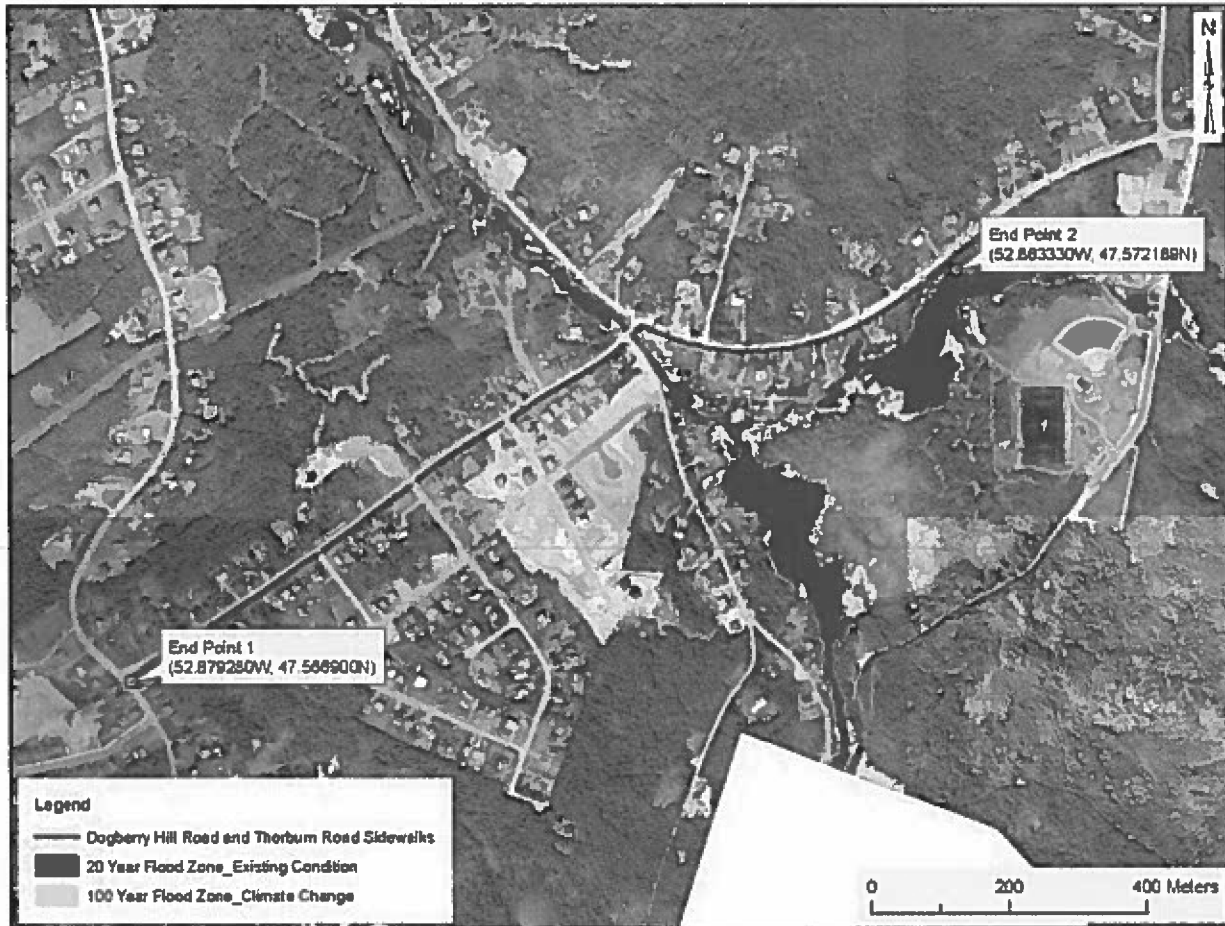 N
End Point 2
(52.863330W, 47.572189N)
End Point 1
(52.879280W, 47.566900N)
Legend
Dogberry Hill Road and Thorburn Road Sidewalks
20 Year Flood Zone_Existing Condition
100 Year Flood Zone_Climate Change
0 200 400 Meters